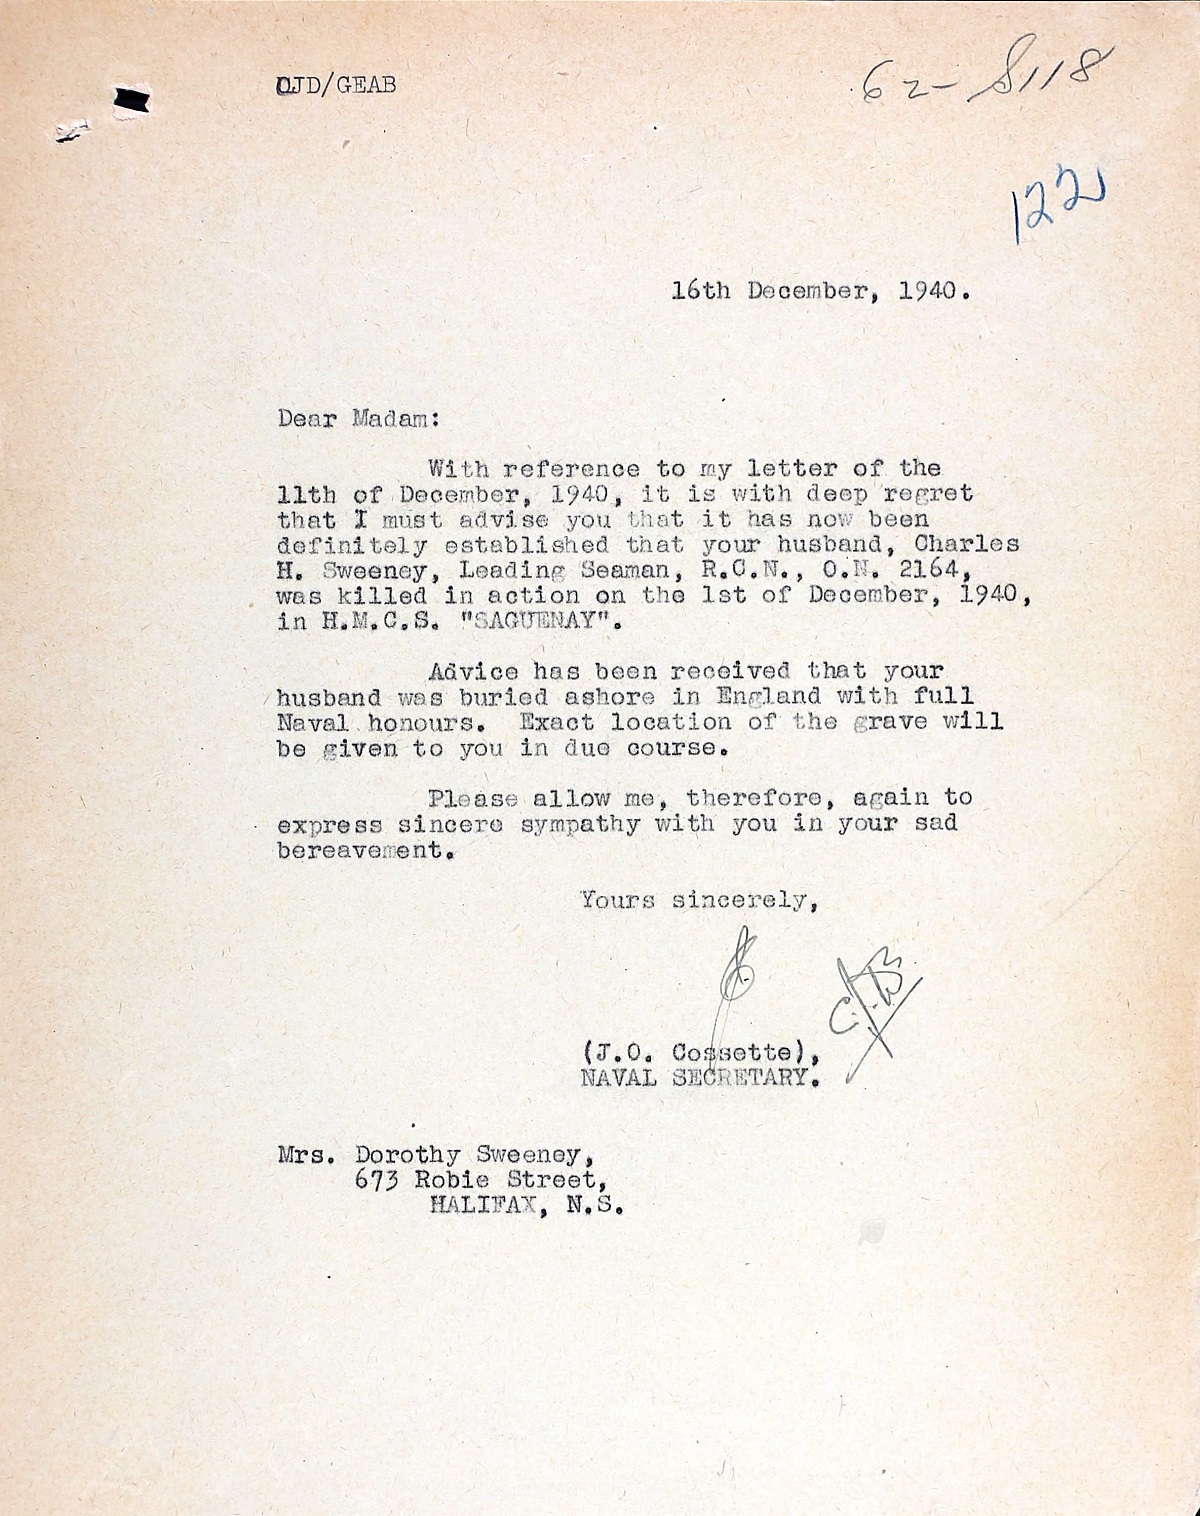 OJD/GEAB
62-8118
122
16th December, 1940.
Dear Madam:
With reference to my letter of the
11th of December, 1940, it is with deep regret
that I must advise you that it has now been
definitely established that your husband, Charles
H. Sweeney, Leading Seaman, R.C.N., O.N. 2164,
was killed in action on the 1st of December, 1940,
in H.M.C.S. "SAGUENAY".
Advice has been received that your
husband was buried ashore in England with full
Naval honours. Exact location of the grave will
be given to you in due course.
Please allow me, therefore, again to
express sincere sympathy with you in your sad
bereavement.
Yours sincerely,
(J.O. Cossette),
NAVAL SECRETARY.
Mrs. Dorothy Sweeney,
673 Robie Street,
HALIFAX, N.S.